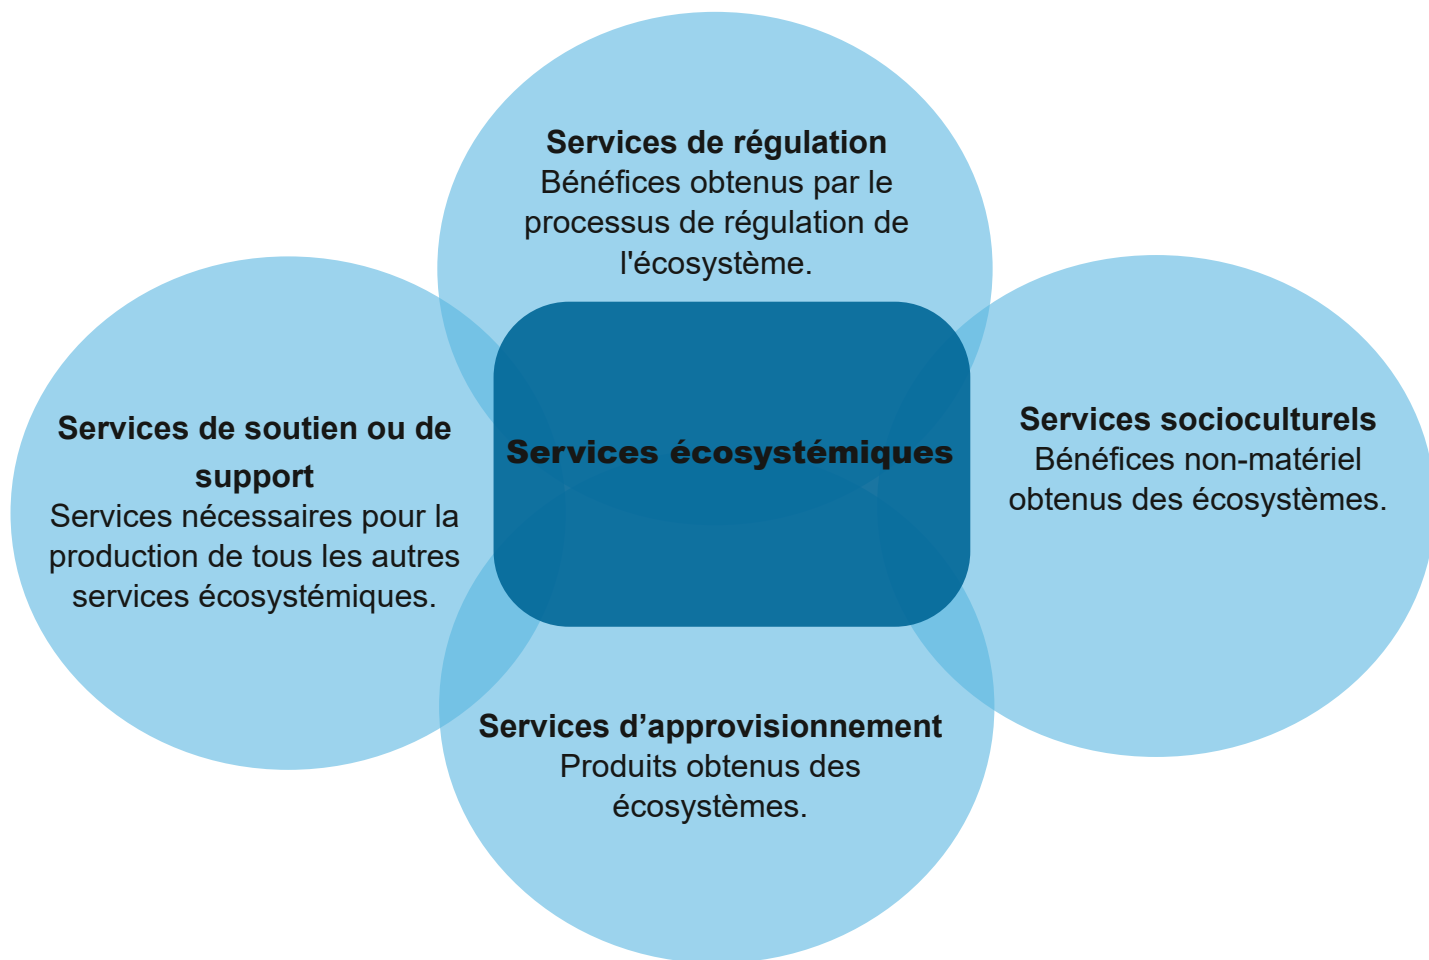 Services de régulation
Bénéfices obtenus par le
processus de régulation de
l'écosystème.
Services de soutien ou de
support
Services nécessaires pour la
production de tous les autres
services écosystémiques.
Services écosystémiques
Services socioculturels
Bénéfices non-matériel
obtenus des écosystèmes.
Services d’approvisionnement
Produits obtenus des
écosystèmes.